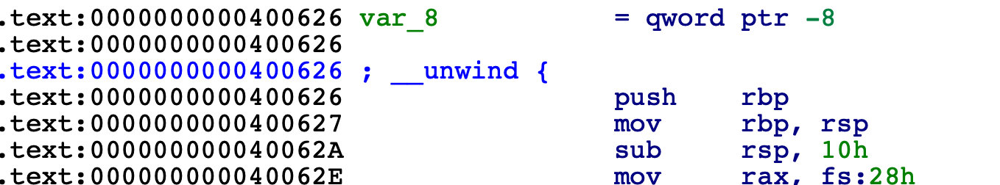 .text:0000000000400626 var_8 = qword ptr -8
.text:0000000000400626
.text:0000000000400626 ; __unwind {
.text:0000000000400626 push rbp
.text:0000000000400627 mov rbp, rsp
.text:000000000040062A sub rsp, 10h
.text:000000000040062E mov rax, fs:28h